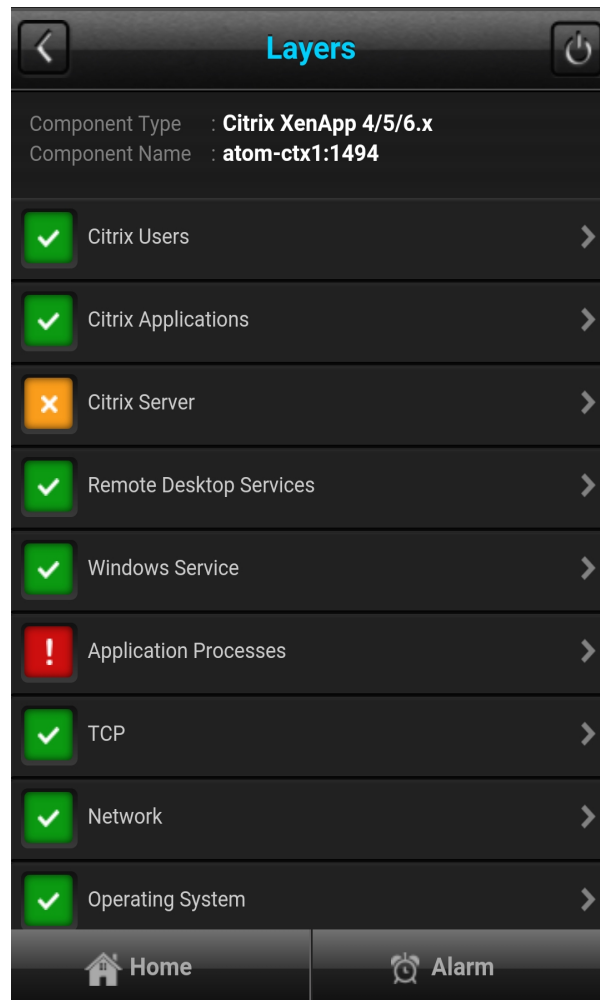 Layers
Component Type : Citrix XenApp 4/5/6.x
Component Name : atom-ctx1:1494
Citrix Users
Citrix Applications
Citrix Server
Remote Desktop Services
Windows Service
Application Processes
TCP
Network
Operating System
Home Alarm